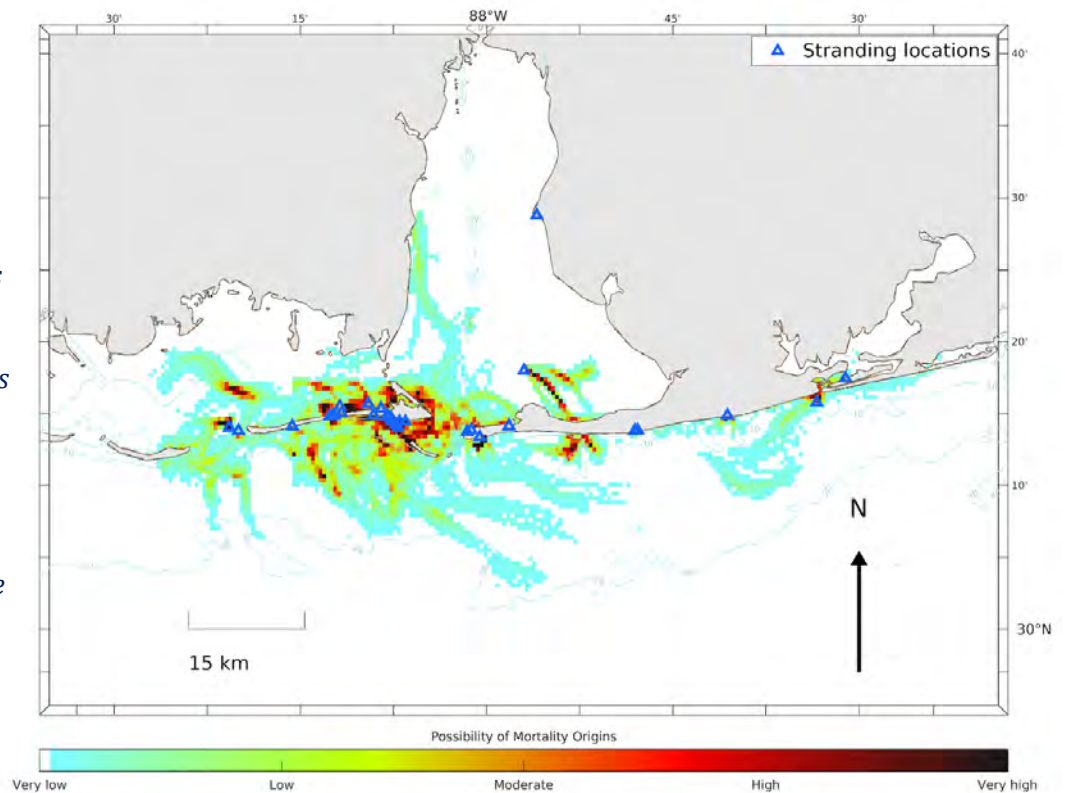 30' 15' 88°W 45' 30'
Stranding locations
40'
30'
20'
10'
30°N
N
15 km
Possibility of Mortality Origins
Very low Low Moderate High Very high